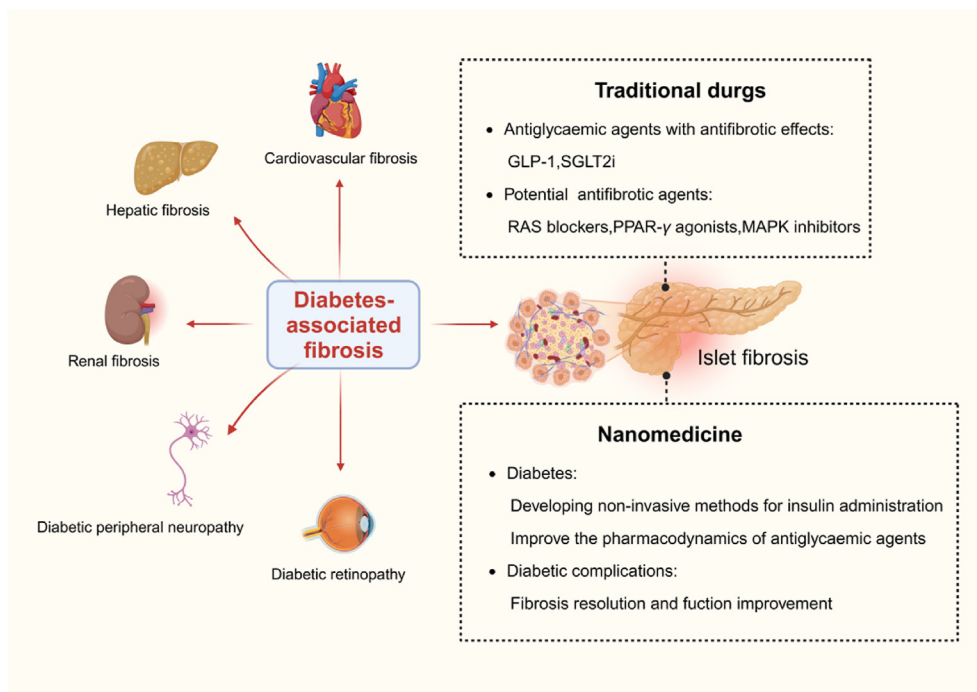 Cardiovascular fibrosis
Hepatic fibrosis
Diabetes-
associated
fibrosis
Renal fibrosis
Diabetic peripheral neuropathy
Diabetic retinopathy
Traditional durgs
• Antiglycaemic agents with antifibrotic effects:
GLP-1,SGLT2i
• Potential antifibrotic agents:
RAS blockers,PPAR-γ agonists,MAPK inhibitors
Islet fibrosis
Nanomedicine
• Diabetes:
Developing non-invasive methods for insulin administration
Improve the pharmacodynamics of antiglycaemic agents
• Diabetic complications:
Fibrosis resolution and fuction improvement